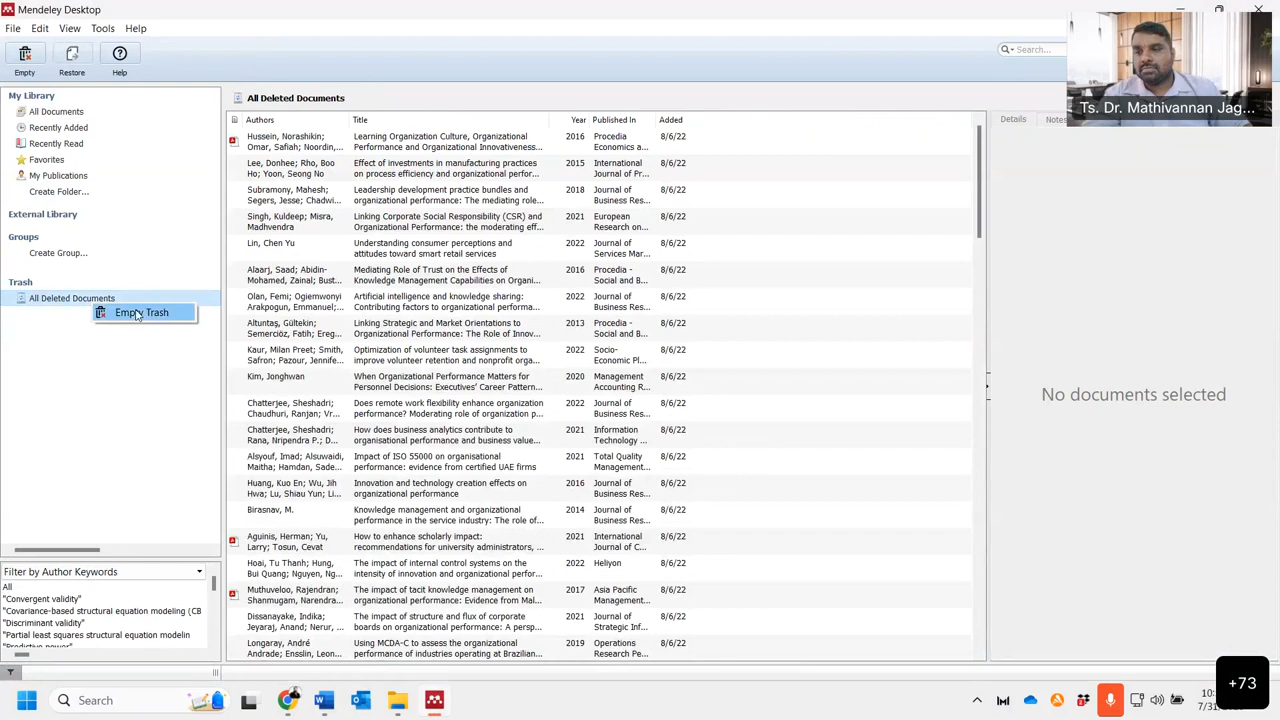 Mendeley Desktop
File Edit View Tools Help
Empty Restore Help
Search...
Ts. Dr. Mathivannan Jag...
My Library
All Documents
Recently Added
Recently Read
Favorites
My Publications
Create Folder...
External Library
Groups
Create Group...
Trash
All Deleted Documents
Empty Trash
Filter by Author Keywords
All
"Convergent validity"
"Covariance-based structural equation modeling (CB
"Discriminant validity"
"Partial least squares structural equation modelin
"Predictive power"
All Deleted Documents
Authors Title Year Published In Added
Hussein, Norashikin; Learning Organization Culture, Organizational 2016 Procedia 8/6/22
Omar, Safiah; Noordin,... Performance and Organizational Innovativeness... Economics a...
Lee, Donhee; Rho, Boo Effect of investments in manufacturing practices 2015 International 8/6/22
Ho; Yoon, Seong No on process efficiency and organizational perfor... Journal of Pr...
Subramony, Mahesh; Leadership development practice bundles and 2018 Journal of 8/6/22
Segers, Jesse; Chadwi... organizational performance: The mediating role of... Business Res...
Singh, Kuldeep; Misra, Linking Corporate Social Responsibility (CSR) and 2021 European 8/6/22
Madhvendra Organizational Performance: the moderating eff... Research on...
Lin, Chen Yu Understanding consumer perceptions and 2022 Journal of 8/6/22
attitudes toward smart retail services Services Mar...
Alaarj, Saad; Abidin- Mediating Role of Trust on the Effects of 2016 Procedia - 8/6/22
Mohamed, Zainal; Bust... Knowledge Management Capabilities on Organi... Social and B...
Olan, Femi; Ogiemwonyi Artificial intelligence and knowledge sharing: 2022 Journal of 8/6/22
Arakpogun, Emmanuel;... Contributing factors to organizational performa... Business Res...
Altuntaş, Gültekin; Linking Strategic and Market Orientations to 2013 Procedia - 8/6/22
Semerciöz, Fatih; Ereg... Organizational Performance: The Role of Innov... Social and B...
Kaur, Milan Preet; Smith, Optimization of volunteer task assignments to 2022 Socio- 8/6/22
Safron; Pazour, Jennife... improve volunteer retention and nonprofit orga... Economic Pl...
Kim, Jonghwan When Organizational Performance Matters for 2020 Management 8/6/22
Personnel Decisions: Executives' Career Pattern... Accounting R...
Chatterjee, Sheshadri; Does remote work flexibility enhance organization 2022 Journal of 8/6/22
Chaudhuri, Ranjan; Vr... performance? Moderating role of organization p... Business Res...
Chatterjee, Sheshadri; How does business analytics contribute to 2021 Information 8/6/22
Rana, Nripendra P.; D... organisational performance and business value... Technology ...
Alsyouf, Imad; Alsuwaidi, Impact of ISO 55000 on organisational 2021 Total Quality 8/6/22
Maitha; Hamdan, Sade... performance: evidence from certified UAE firms Management...
Huang, Kuo En; Wu, Jih Innovation and technology creation effects on 2016 Journal of 8/6/22
Hwa; Lu, Shiau Yun; Li... organizational performance Business Res...
Birasnav, M. Knowledge management and organizational 2014 Journal of 8/6/22
performance in the service industry: The role of... Business Res...
Aguinis, Herman; Yu, How to enhance scholarly impact: 2021 International 8/6/22
Larry; Tosun, Cevat recommendations for university administrators, ... Journal of C...
Hoai, Tu Thanh; Hung, The impact of internal control systems on the 2022 Heliyon 8/6/22
Bui Quang; Nguyen, Ng... intensity of innovation and organizational perfor...
Muthuveloo, Rajendran; The impact of tacit knowledge management on 2017 Asia Pacific 8/6/22
Shanmugam, Narendra... organizational performance: Evidence from Mal... Management...
Dissanayake, Indika; The impact of structure and flux of corporate 2021 Journal of 8/6/22
Jeyaraj, Anand; Nerur, ... boards on organizational performance: A persp... Strategic Inf...
Longaray, André Using MCDA-C to assess the organizational 2019 Operations 8/6/22
Andrade; Ensslin, Leon... performance of industries operating at Brazilian... Research Pe...
Details Notes
No documents selected
Search
+73